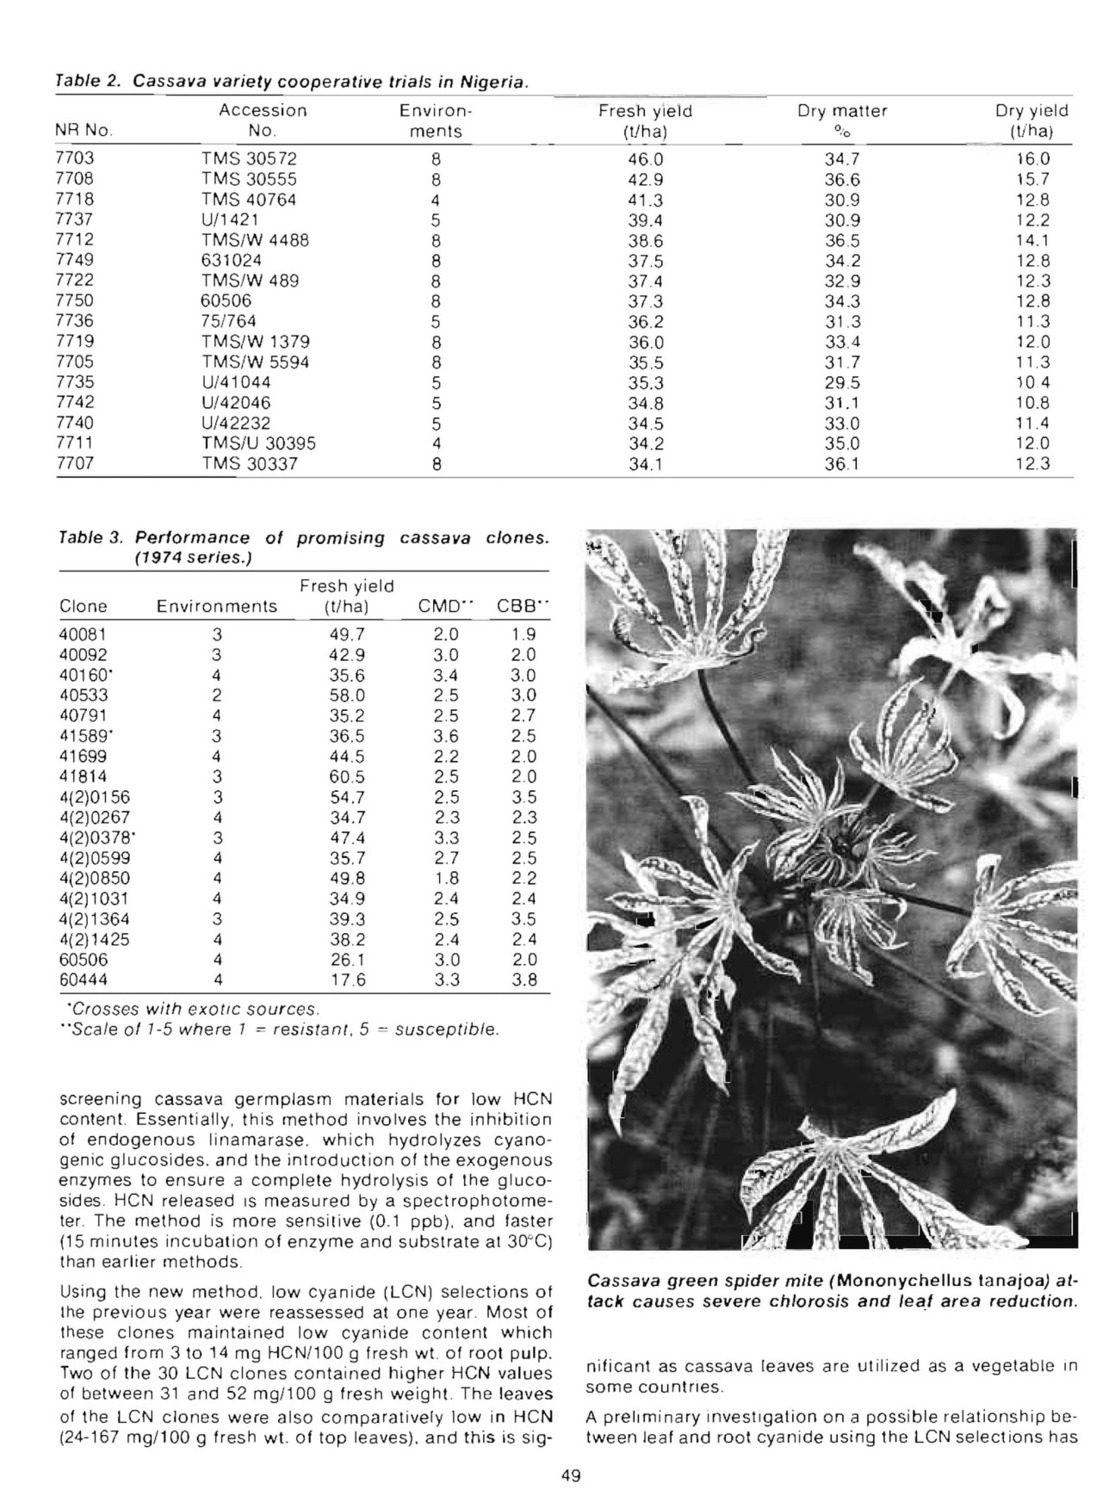 Table 2. Cassava variety cooperative trials in Nigeria.
NR No. Accession No. Environ-ments Fresh yield (t/ha) Dry matter % Dry yield (t/ha)
7703 TMS 30572 8 46.0 34.7 16.0
7708 TMS 30555 8 42.9 36.6 15.7
7718 TMS 40764 4 41.3 30.9 12.8
7737 U/1421 5 39.4 30.9 12.2
7712 TMS/W 4488 8 38.6 36.5 14.1
7749 631024 8 37.5 34.2 12.8
7722 TMS/W 489 8 37.4 32.9 12.3
7750 60506 8 37.3 34.3 12.8
7736 75/764 5 36.2 31.3 11.3
7719 TMS/W 1379 8 36.0 33.4 12.0
7705 TMS/W 5594 8 35.5 31.7 11.3
7735 U/41044 5 35.3 29.5 10.4
7742 U/42046 5 34.8 31.1 10.8
7740 U/42232 5 34.5 33.0 11.4
7711 TMS/U 30395 4 34.2 35.0 12.0
7707 TMS 30337 8 34.1 36.1 12.3
Table 3. Performance of promising cassava clones.
(1974 series.)
Clone Environments Fresh yield (t/ha) CMD** CBB**
40081 3 49.7 2.0 1.9
40092 3 42.9 3.0 2.0
40160* 4 35.6 3.4 3.0
40533 2 58.0 2.5 3.0
40791 4 35.2 2.5 2.7
41589* 3 36.5 3.6 2.5
41699 4 44.5 2.2 2.0
41814 3 60.5 2.5 2.0
4(2)0156 3 54.7 2.5 3.5
4(2)0267 4 34.7 2.3 2.3
4(2)0378* 3 47.4 3.3 2.5
4(2)0599 4 35.7 2.7 2.5
4(2)0850 4 49.8 1.8 2.2
4(2)1031 4 34.9 2.4 2.4
4(2)1364 3 39.3 2.5 3.5
4(2)1425 4 38.2 2.4 2.4
60506 4 26.1 3.0 2.0
60444 4 17.6 3.3 3.8
*Crosses with exotic sources.
**Scale of 1-5 where 1 = resistant, 5 = susceptible.
screening cassava germplasm materials for low HCN
content. Essentially, this method involves the inhibition
of endogenous linamarase, which hydrolyzes cyano-
genic glucosides, and the introduction of the exogenous
enzymes to ensure a complete hydrolysis of the gluco-
sides. HCN released is measured by a spectrophotome-
ter. The method is more sensitive (0.1 ppb), and faster
(15 minutes incubation of enzyme and substrate at 30°C)
than earlier methods.
Using the new method, low cyanide (LCN) selections of
the previous year were reassessed at one year. Most of
these clones maintained low cyanide content which
ranged from 3 to 14 mg HCN/100 g fresh wt. of root pulp.
Two of the 30 LCN clones contained higher HCN values
of between 31 and 52 mg/100 g fresh weight. The leaves
of the LCN clones were also comparatively low in HCN
(24-167 mg/100 g fresh wt. of top leaves), and this is sig-
Cassava green spider mite (Mononychellus tanajoa) at-
tack causes severe chlorosis and leaf area reduction.
nificant as cassava leaves are utilized as a vegetable in
some countries.
A preliminary investigation on a possible relationship be-
tween leaf and root cyanide using the LCN selections has
49